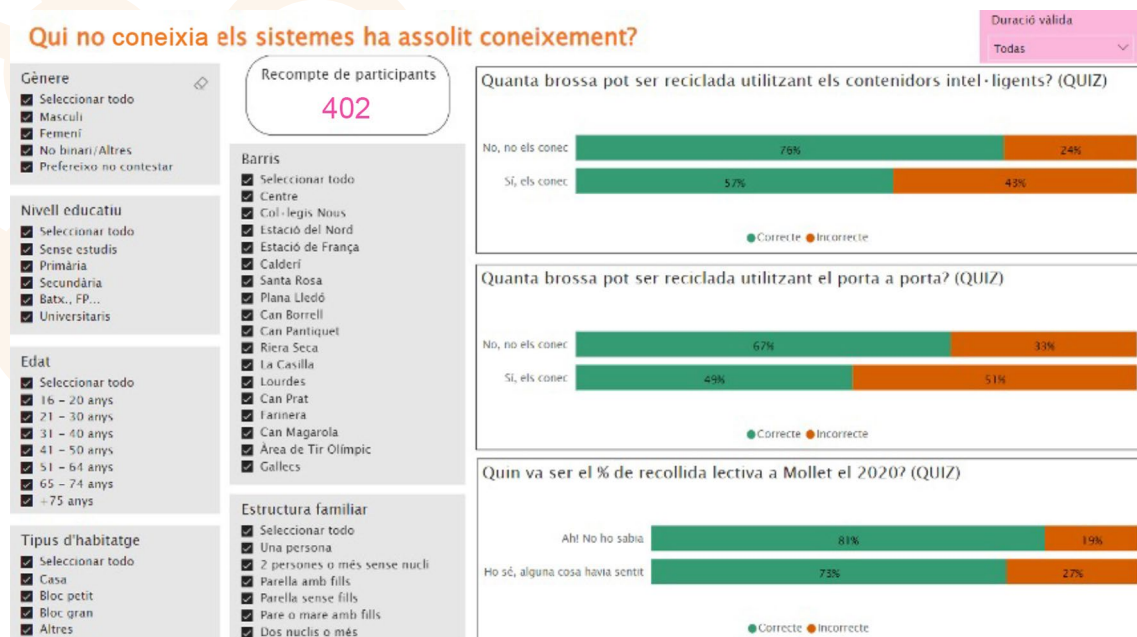 Qui no coneixia els sistemes ha assolit coneixement?
Duració vàlida
Todas
Gènere
Seleccionar todo
Masculí
Femení
No binari/Altres
Prefereixo no contestar
Nivell educatiu
Seleccionar todo
Sense estudis
Primària
Secundària
Batx., FP...
Universitaris
Edat
Seleccionar todo
16 – 20 anys
21 – 30 anys
31 – 40 anys
41 – 50 anys
51 – 64 anys
65 – 74 anys
+75 anys
Tipus d'habitatge
Seleccionar todo
Casa
Bloc petit
Bloc gran
Altres
Recompte de participants
402
Barris
Seleccionar todo
Centre
Col·legis Nous
Estació del Nord
Estació de França
Calderí
Santa Rosa
Plana Lledó
Can Borrell
Can Pantiquet
Riera Seca
La Casilla
Lourdes
Can Prat
Farinera
Can Magarola
Àrea de Tir Olímpic
Gallecs
Estructura familiar
Seleccionar todo
Una persona
2 persones o més sense nucli
Parella amb fills
Parella sense fills
Pare o mare amb fills
Dos nuclis o més
Quanta brossa pot ser reciclada utilitzant els contenidors intel·ligents? (QUIZ)
No, no els conec 76% 24%
Sí, els conec 57% 43%
Correcte Incorrecte
Quanta brossa pot ser reciclada utilitzant el porta a porta? (QUIZ)
No, no els conec 67% 33%
Sí, els conec 49% 51%
Correcte Incorrecte
Quin va ser el % de recollida lectiva a Mollet el 2020? (QUIZ)
Ah! No ho sabia 81% 19%
Ho sé, alguna cosa havia sentit 73% 27%
Correcte Incorrecte